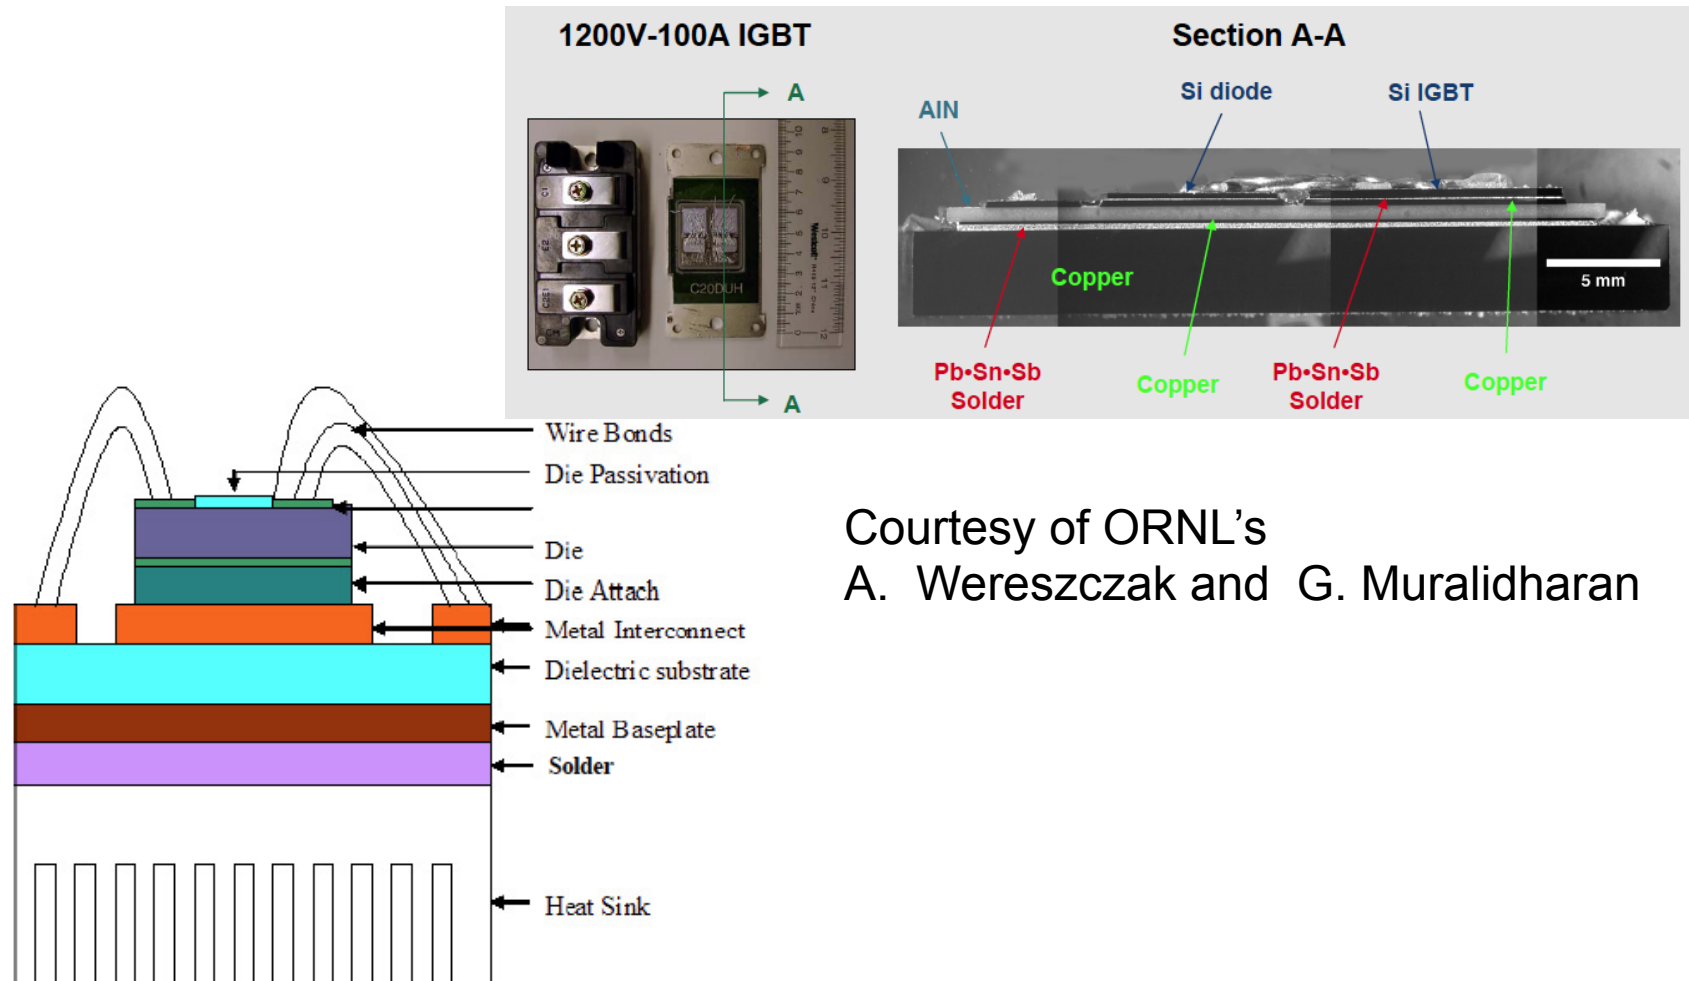 1200V-100A IGBT
Section A-A
A
A
AlN
Si diode
Si IGBT
C20DUH
Copper
5 mm
Pb•Sn•Sb
Solder
Copper
Pb•Sn•Sb
Solder
Copper
Wire Bonds
Die Passivation
Die
Die Attach
Metal Interconnect
Dielectric substrate
Metal Baseplate
Solder
Heat Sink
Courtesy of ORNL's
A. Wereszczak and G. Muralidharan